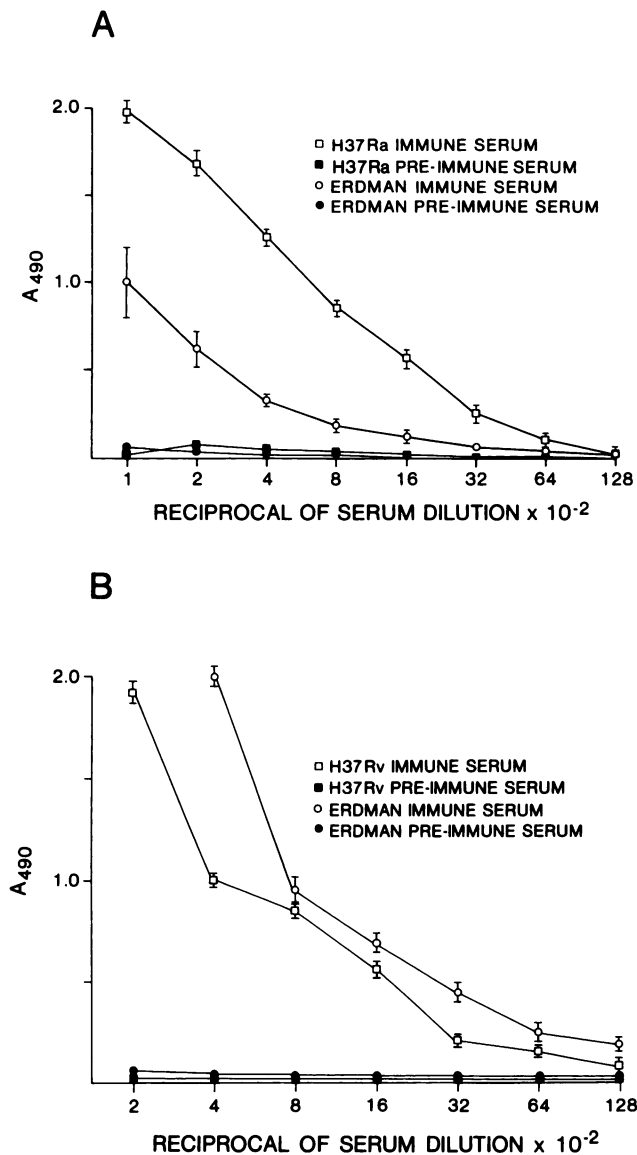 A
2.0
1.0
A490
□ H37Ra IMMUNE SERUM
■ H37Ra PRE-IMMUNE SERUM
○ ERDMAN IMMUNE SERUM
● ERDMAN PRE-IMMUNE SERUM
1 2 4 8 16 32 64 128
RECIPROCAL OF SERUM DILUTION x 10-2
B
2.0
1.0
A490
□ H37Rv IMMUNE SERUM
■ H37Rv PRE-IMMUNE SERUM
○ ERDMAN IMMUNE SERUM
● ERDMAN PRE-IMMUNE SERUM
2 4 8 16 32 64 128
RECIPROCAL OF SERUM DILUTION x 10-2